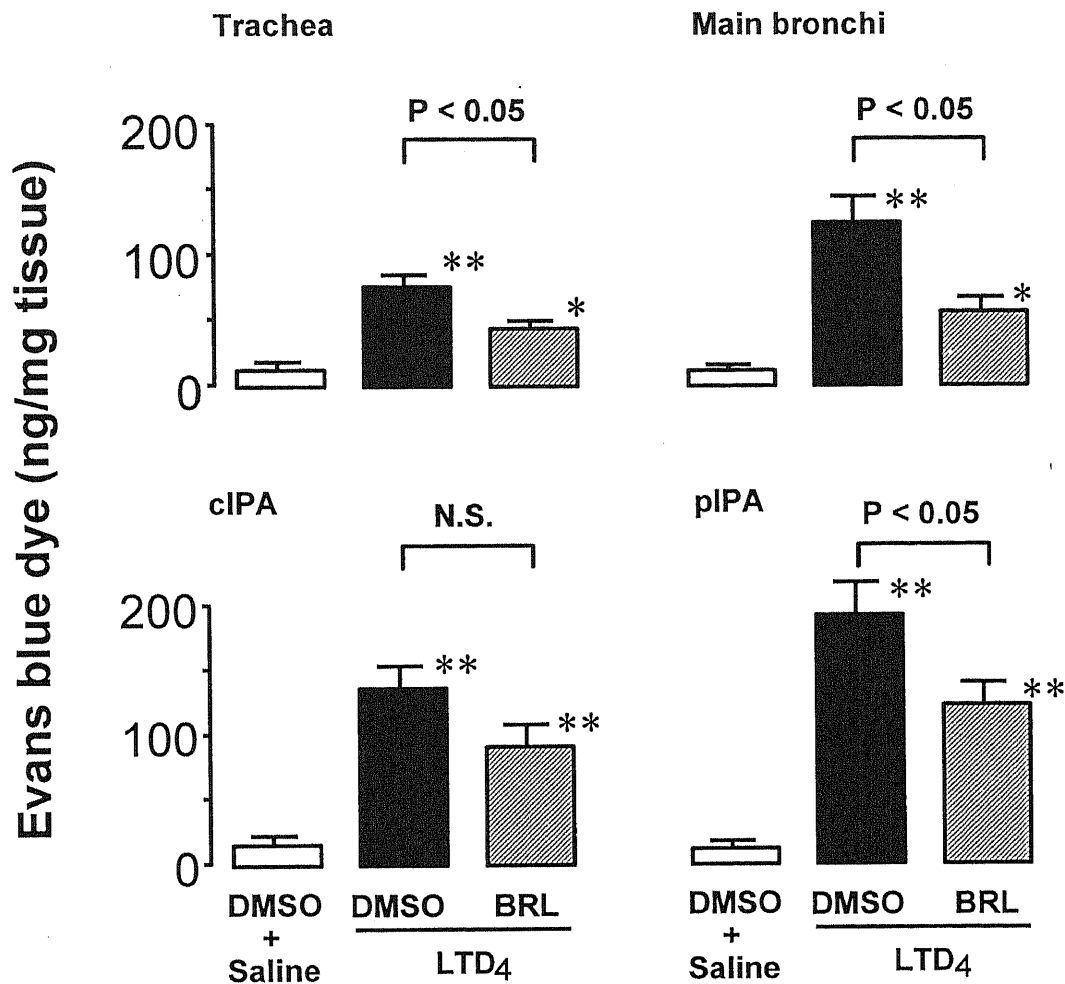 Trachea
Main bronchi
P < 0.05
P < 0.05
200
100
0
**
*
**
*
Evans blue dye (ng/mg tissue)
cIPA
pIPA
N.S.
P < 0.05
200
100
0
**
**
**
**
DMSO
+
Saline
DMSO BRL
LTD4
DMSO
+
Saline
DMSO BRL
LTD4